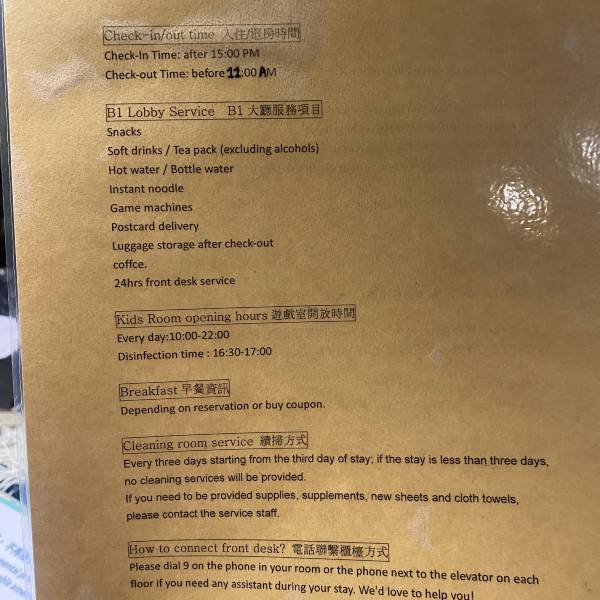 Check-in/out time 入住/退房時間
Check-In Time: after 15:00 PM
Check-out Time: before 11:00 AM
B1 Lobby Service B1 大廳服務項目
Snacks
Soft drinks / Tea pack (excluding alcohols)
Hot water / Bottle water
Instant noodle
Game machines
Postcard delivery
Luggage storage after check-out
coffce.
24hrs front desk service
Kids Room opening hours 遊戲室開放時間
Every day:10:00-22:00
Disinfection time : 16:30-17:00
Breakfast 早餐資訊
Depending on reservation or buy coupon.
Cleaning room service 續掃方式
Every three days starting from the third day of stay; if the stay is less than three days,
no cleaning services will be provided.
If you need to be provided supplies, supplements, new sheets and cloth towels,
please contact the service staff.
How to connect front desk? 電話聯繫櫃檯方式
Please dial 9 on the phone in your room or the phone next to the elevator on each
floor if you need any assistant during your stay. We'd love to help you!